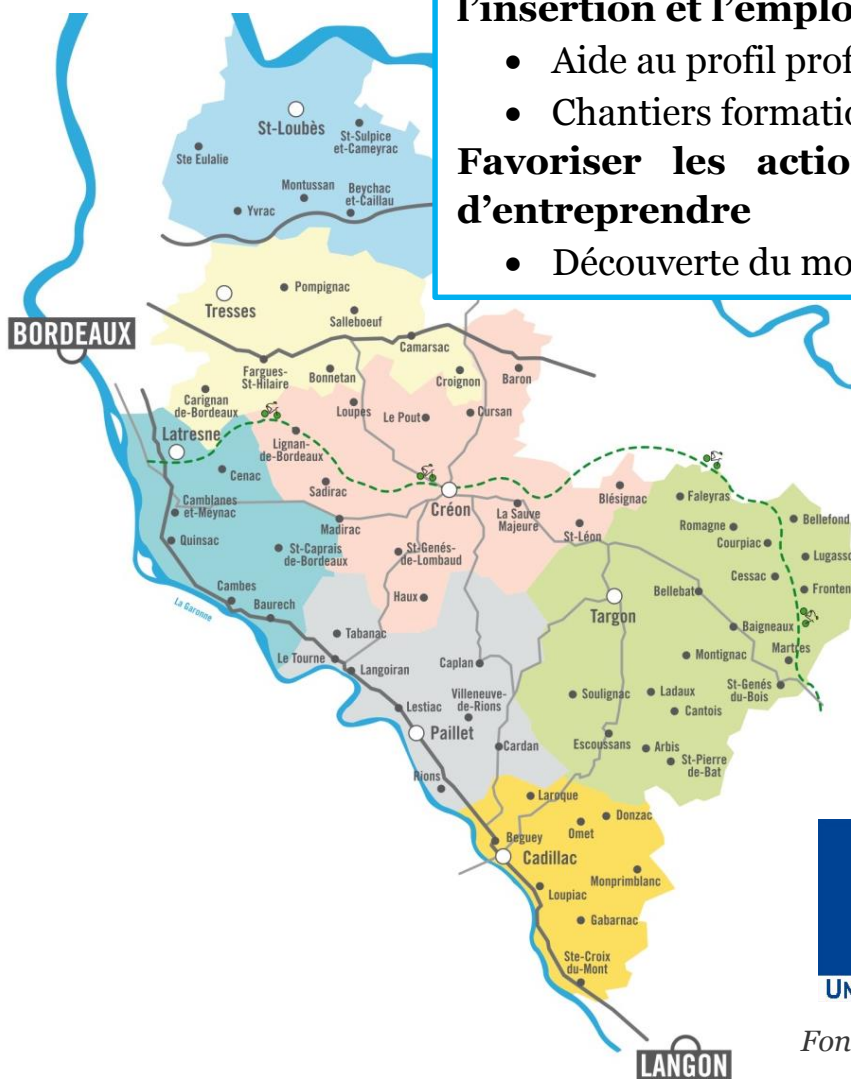 l’insertion et l’emplo
• Aide au profil prof
• Chantiers formatio
Favoriser les actio
d’entreprendre
• Découverte du mo
St-Loubès
St-Sulpice
et-Cameyrac
Ste Eulalie
Montussan
Beychac
et-Caillau
Yvrac
Pompignac
Tresses
Salleboeuf
BORDEAUX
Camarsac
Fargues-
St-Hilaire
Bonnetan
Croignon
Baron
Carignan
de-Bordeaux
Loupes
Le Pout
Cursan
Latresne
Lignan-
de-Bordeaux
Cenac
Sadirac
Créon
Blésignac
Faleyras
Camblanes
et-Meynac
Madirac
La Sauve
Majeure
St-Léon
Romagne
Bellefond
Courpiac
Quinsac
St-Caprais
de-Bordeaux
St-Genés-
de-Lombaud
Lugasso
Cessac
Cambes
Haux
Bellebat
Fronten
La Garonne
Baurech
Targon
Tabanac
Baigneaux
Le Tourne
Langoiran
Caplan
Montignac
Martres
Villeneuve-
de-Rions
Soulignac
Ladaux
St-Genés
du-Bois
Lestiac
Cantois
Paillet
Cardan
Escoussans
Arbis
St-Pierre
de-Bat
Rions
Laroque
Donzac
Omet
Beguey
Cadillac
Monprimblanc
Loupiac
Gabarnac
Ste-Croix
du-Mont
UN
Fon
LANGON